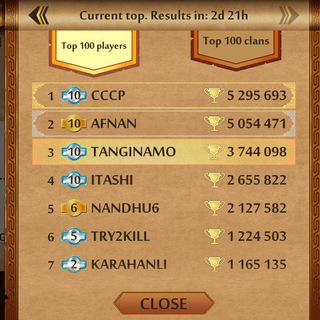 Current top. Results in: 2d 21h
Top 100 players
Top 100 clans
1 10 CCCP 5 295 693
2 10 AFNAN 5 054 471
3 10 TANGINAMO 3 744 098
4 10 ITASHI 2 655 822
5 6 NANDHU6 2 127 582
6 5 TRY2KILL 1 224 503
7 2 KARAHANLI 1 165 135
CLOSE